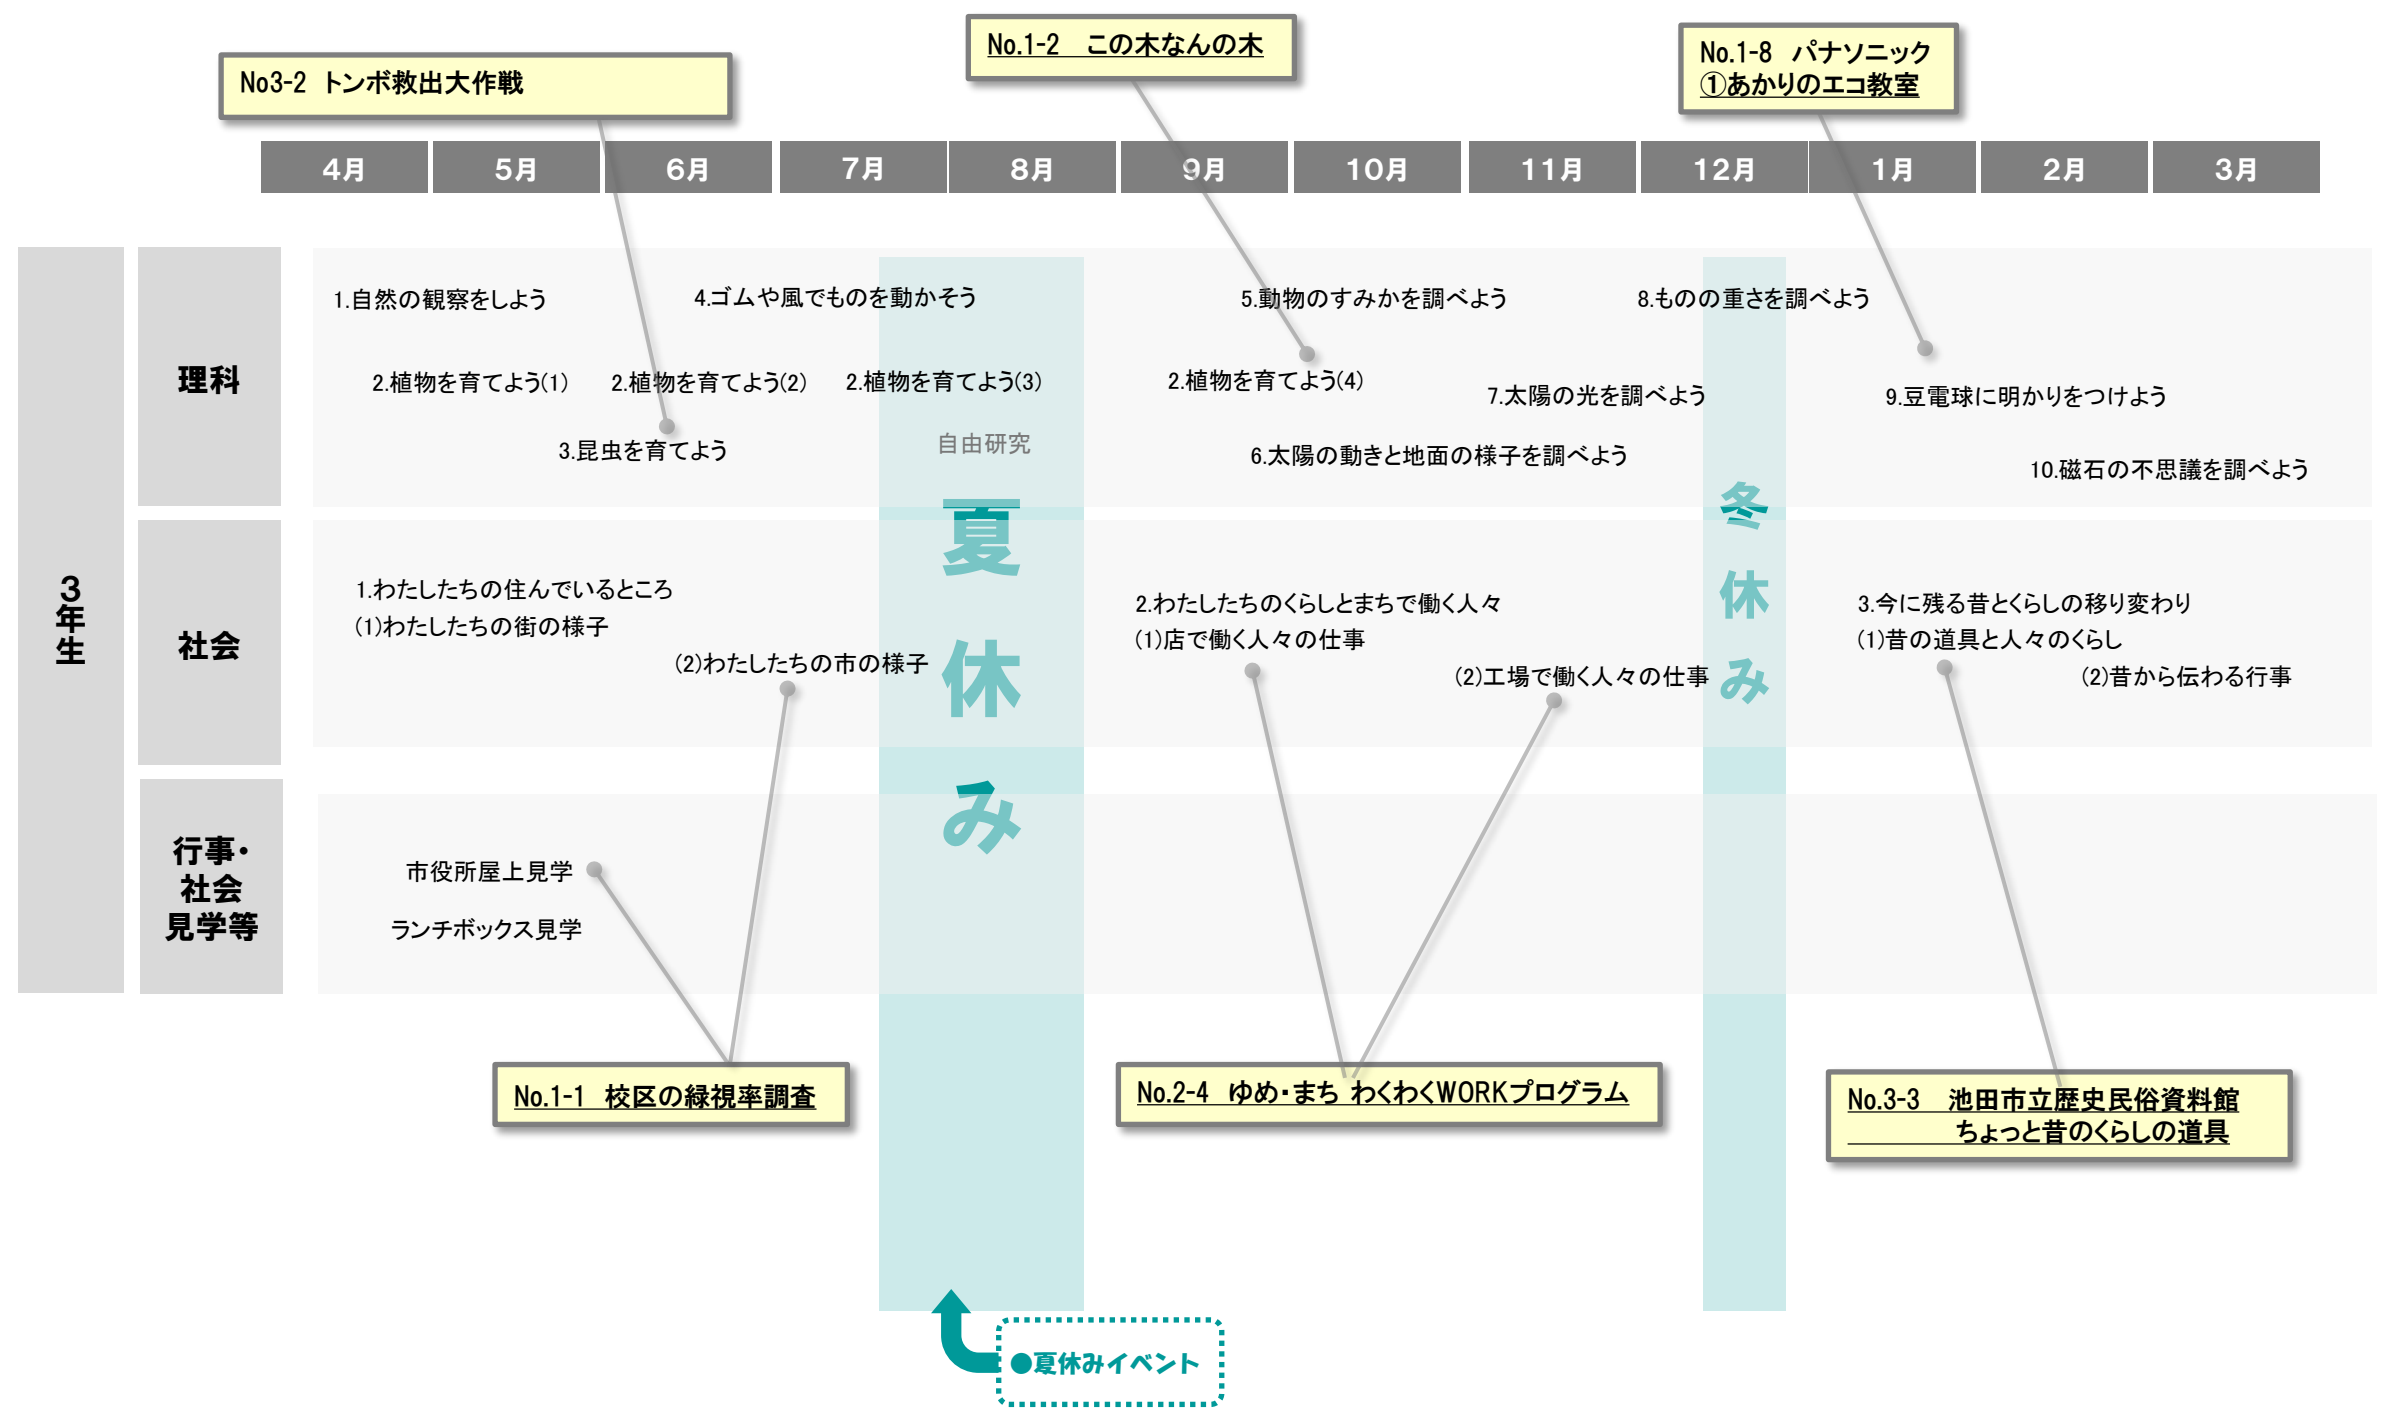 No3-2 トンボ救出大作戦
No.1-2 この木なんの木
No.1-8 パナソニック
①あかりのエコ教室
4月 5月 6月 7月 8月 9月 10月 11月 12月 1月 2月 3月
3年生
理科
1.自然の観察をしよう
4.ゴムや風でものを動かそう
5.動物のすみかを調べよう
8.ものの重さを調べよう
2.植物を育てよう(1)
2.植物を育てよう(2)
2.植物を育てよう(3)
2.植物を育てよう(4)
7.太陽の光を調べよう
9.豆電球に明かりをつけよう
3.昆虫を育てよう
自由研究
6.太陽の動きと地面の様子を調べよう
10.磁石の不思議を調べよう
夏休み
冬休み
社会
1.わたしたちの住んでいるところ
(1)わたしたちの街の様子
(2)わたしたちの市の様子
2.わたしたちのくらしとまちで働く人々
(1)店で働く人々の仕事
(2)工場で働く人々の仕事
3.今に残る昔とくらしの移り変わり
(1)昔の道具と人々のくらし
(2)昔から伝わる行事
行事・
社会
見学等
市役所屋上見学
ランチボックス見学
No.1-1 校区の緑視率調査
No.2-4 ゆめ・まち わくわくWORKプログラム
No.3-3 池田市立歴史民俗資料館
ちょっと昔のくらしの道具
●夏休みイベント